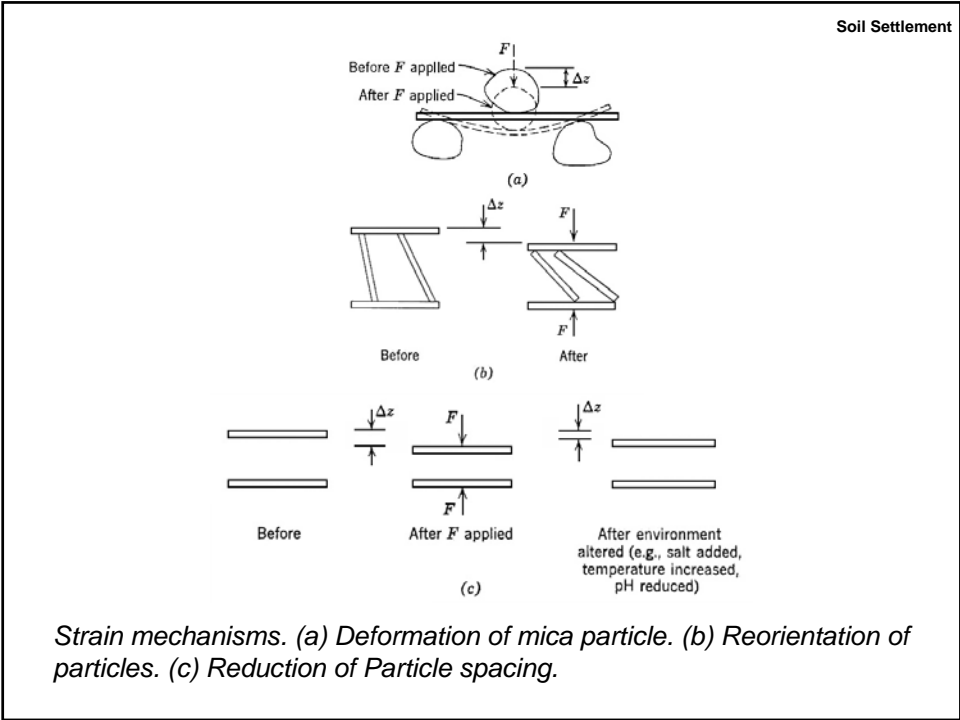 Soil Settlement
F
Before F applied
Δz
After F applied
(a)
Δz
F
F
Before
After
(b)
Δz
F
Δz
F
Before
After F applied
After environment
altered (e.g., salt added,
temperature increased,
pH reduced)
(c)
Strain mechanisms. (a) Deformation of mica particle. (b) Reorientation of
particles. (c) Reduction of Particle spacing.